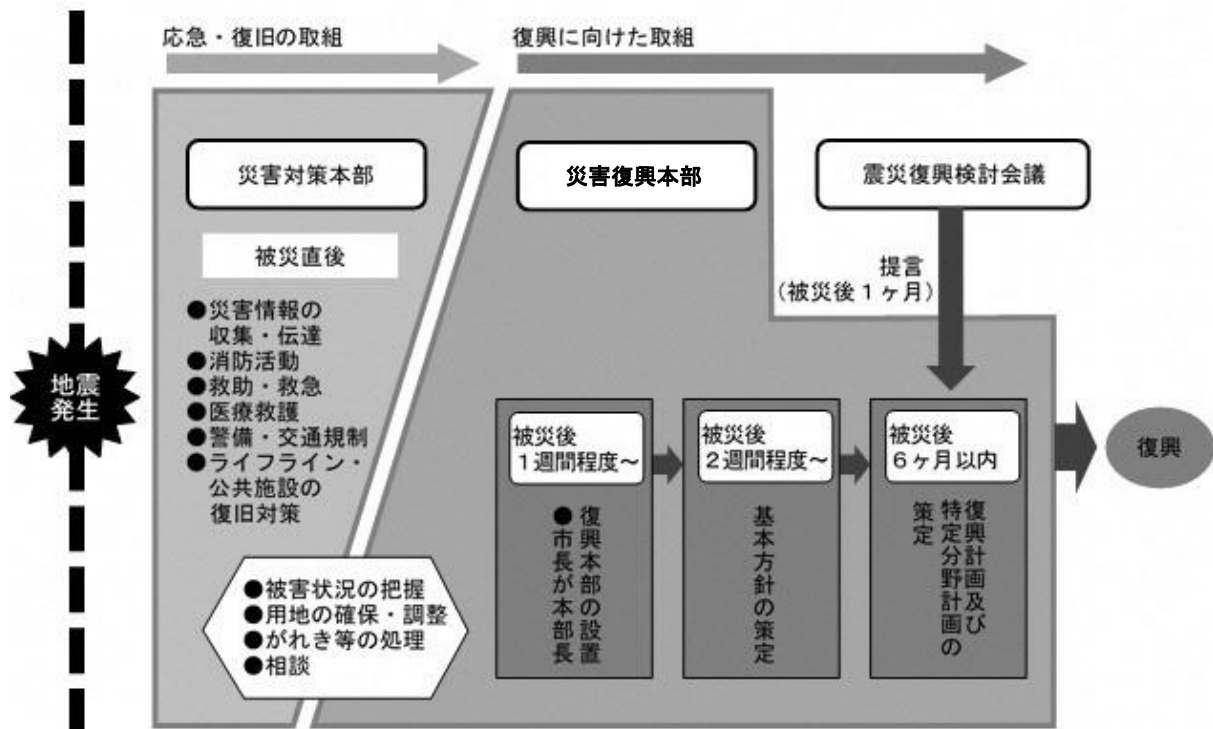 応急・復旧の取組
復興に向けた取組
災害対策本部
災害復興本部
震災復興検討会議
被災直後
提言
（被災後１ヶ月）
●災害情報の
収集・伝達
●消防活動
●救助・救急
●医療救護
●警備・交通規制
●ライフライン・
公共施設の
復旧対策
地震
発生
被災後
１週間程度～
復興本部の設置
●市長が本部長
被災後
２週間程度～
基本方針の策定
被災後
６ヶ月以内
復興計画及び
特定分野計画の
策定
復興
●被害状況の把握
●用地の確保・調整
●がれき等の処理
●相談